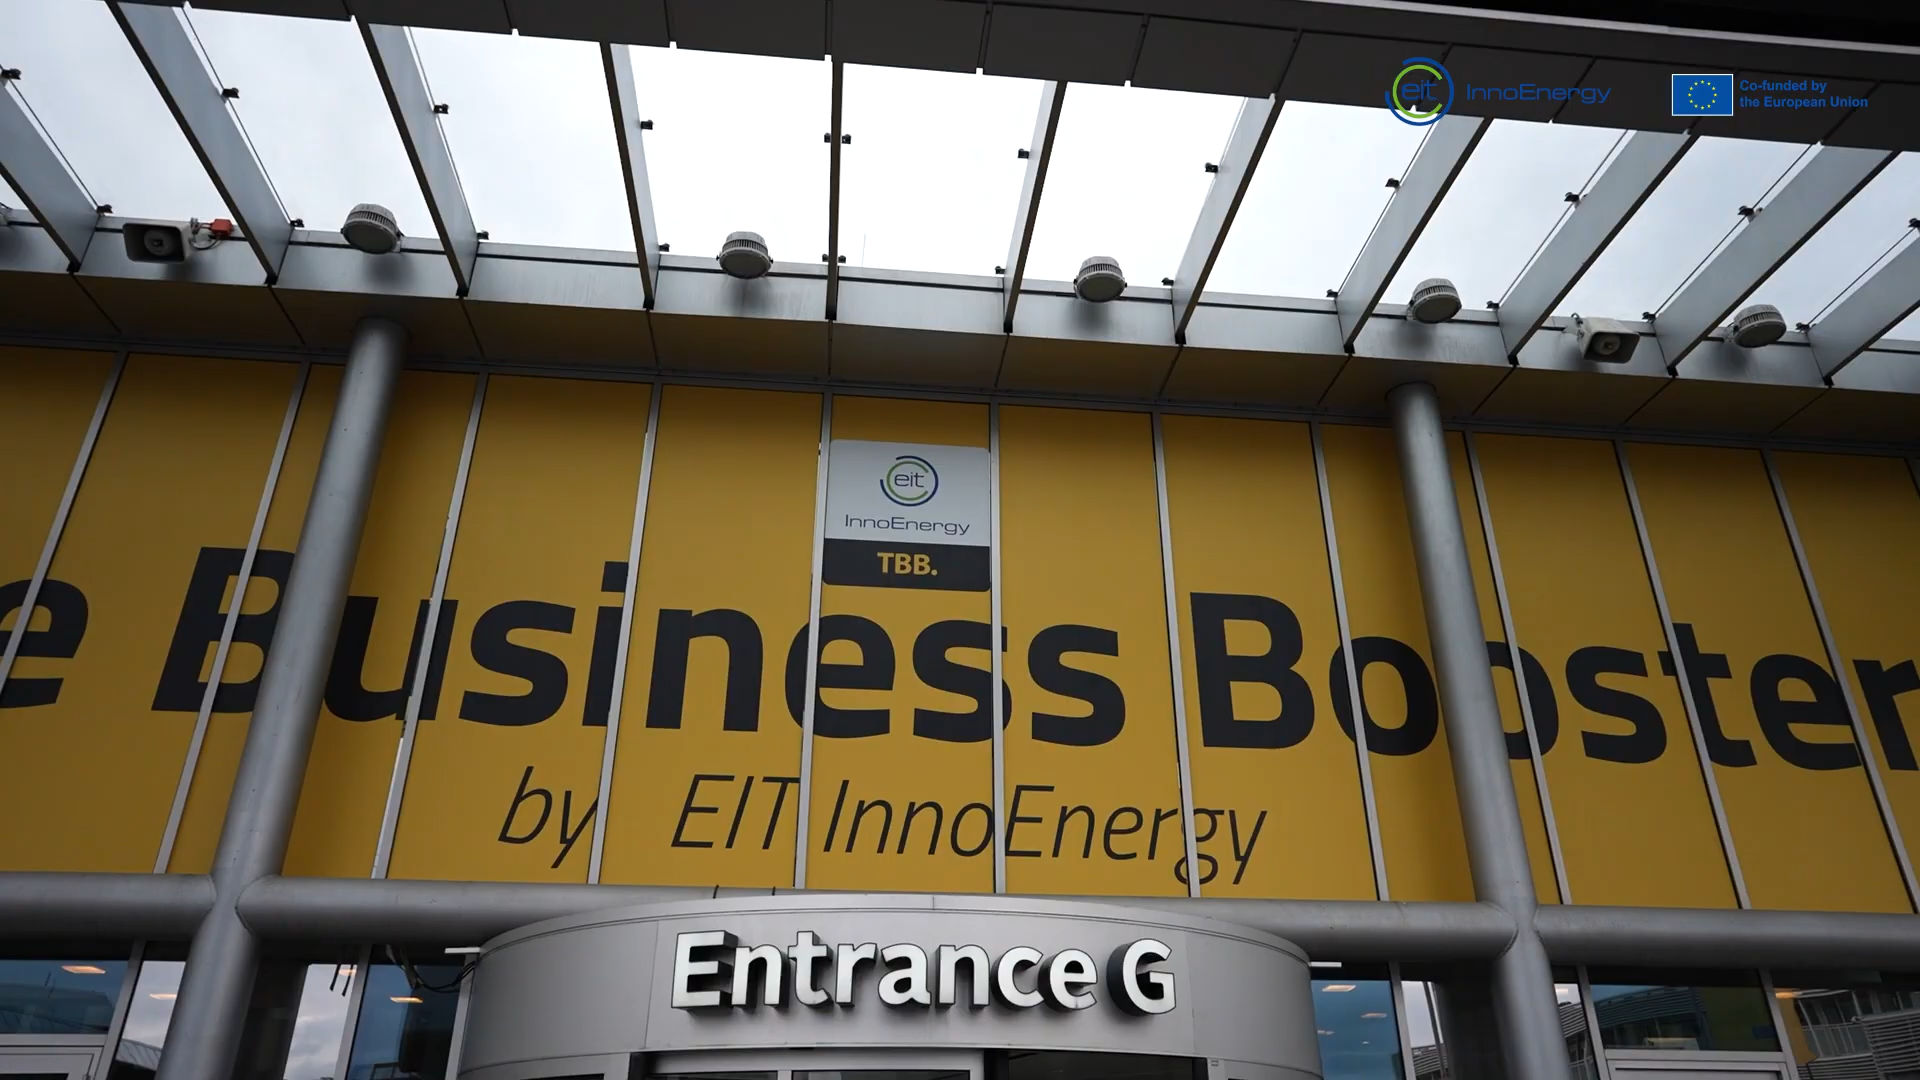 eit InnoEnergy
Co-funded by
the European Union
eit
InnoEnergy
TBB.
e Business Booster
by EIT InnoEnergy
Entrance G